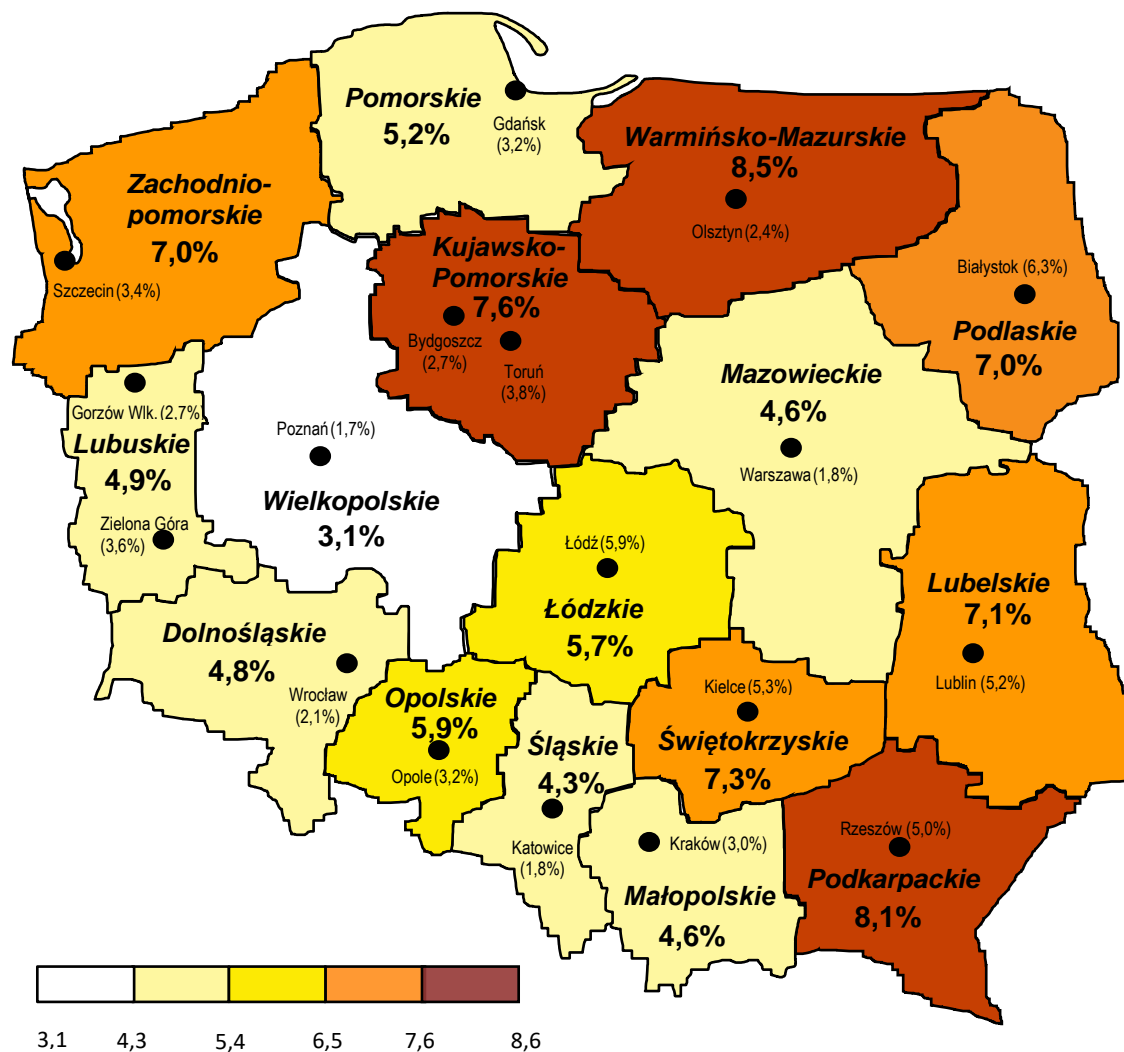 Pomorskie
5,2%
Gdańsk
(3,2%)
Warmińsko-Mazurskie
8,5%
Olsztyn (2,4%)
Zachodnio-
pomorskie
7,0%
Szczecin (3,4%)
Kujawsko-
Pomorskie
7,6%
Bydgoszcz
(2,7%)
Toruń
(3,8%)
Białystok (6,3%)
Podlaskie
7,0%
Mazowieckie
4,6%
Warszawa (1,8%)
Gorzów Wlk. (2,7%)
Lubuskie
4,9%
Zielona Góra
(3,6%)
Poznań (1,7%)
Wielkopolskie
3,1%
Łódź (5,9%)
Łódzkie
5,7%
Lubelskie
7,1%
Lublin (5,2%)
Dolnośląskie
4,8%
Wrocław
(2,1%)
Opolskie
5,9%
Opole (3,2%)
Śląskie
4,3%
Katowice
(1,8%)
Kielce (5,3%)
Świętokrzyskie
7,3%
Kraków (3,0%)
Małopolskie
4,6%
Rzeszów (5,0%)
Podkarpackie
8,1%
3,1 4,3 5,4 6,5 7,6 8,6